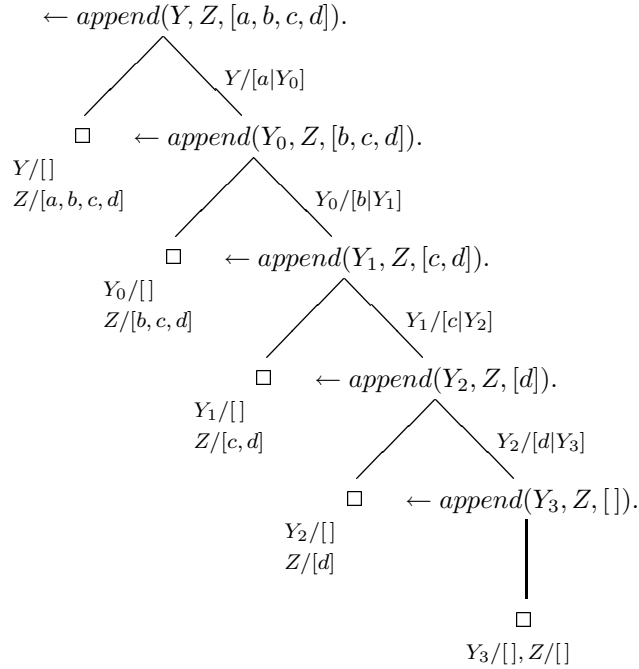 ← append(Y, Z, [a, b, c, d]).
Y/[a|Y₀]
□ ← append(Y₀, Z, [b, c, d]).
Y/[ ]
Z/[a, b, c, d]
Y₀/[b|Y₁]
□ ← append(Y₁, Z, [c, d]).
Y₀/[ ]
Z/[b, c, d]
Y₁/[c|Y₂]
□ ← append(Y₂, Z, [d]).
Y₁/[ ]
Z/[c, d]
Y₂/[d|Y₃]
□ ← append(Y₃, Z, [ ]).
Y₂/[ ]
Z/[d]
□
Y₃/[ ], Z/[ ]